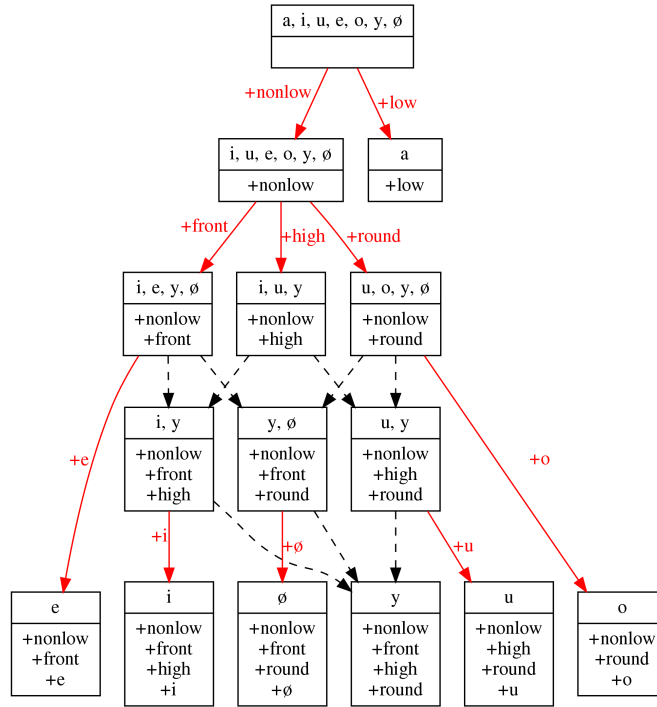 a, i, u, e, o, y, ø
+nonlow
+low
i, u, e, o, y, ø
+nonlow
a
+low
+front
+high
+round
i, e, y, ø
+nonlow
+front
i, u, y
+nonlow
+high
u, o, y, ø
+nonlow
+round
i, y
+nonlow
+front
+high
y, ø
+nonlow
+front
+round
u, y
+nonlow
+high
+round
+e
+o
+i
+ø
+u
e
+nonlow
+front
+e
i
+nonlow
+front
+high
+i
ø
+nonlow
+front
+round
+ø
y
+nonlow
+front
+high
+round
u
+nonlow
+high
+round
+u
o
+nonlow
+round
+o